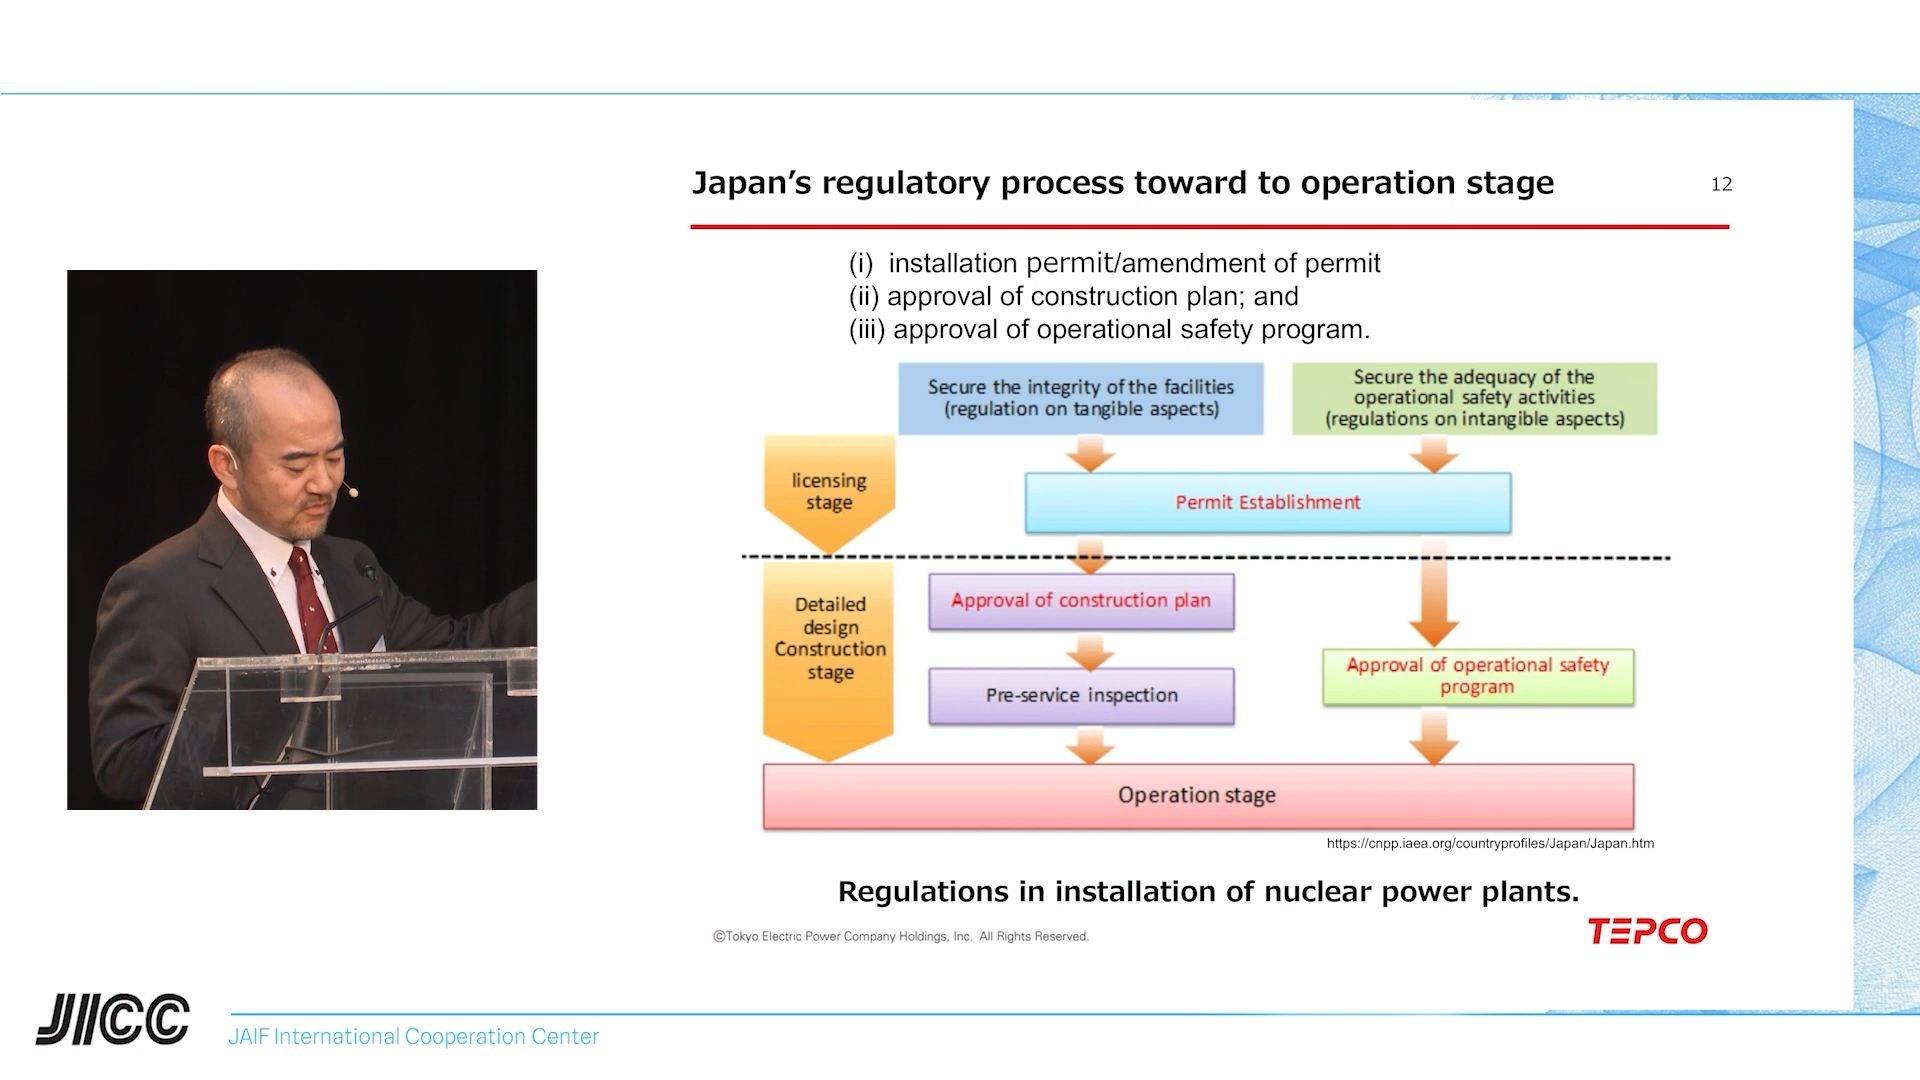 Japan’s regulatory process toward to operation stage
12
(i) installation permit/amendment of permit
(ii) approval of construction plan; and
(iii) approval of operational safety program.
Secure the integrity of the facilities
(regulation on tangible aspects)
Secure the adequacy of the
operational safety activities
(regulations on intangible aspects)
licensing
stage
Permit Establishment
Detailed
design
Construction
stage
Approval of construction plan
Pre-service inspection
Approval of operational safety
program
Operation stage
https://cnpp.iaea.org/countryprofiles/Japan/Japan.htm
Regulations in installation of nuclear power plants.
©Tokyo Electric Power Company Holdings, Inc. All Rights Reserved.
TEPCO
JICC
JAIF International Cooperation Center